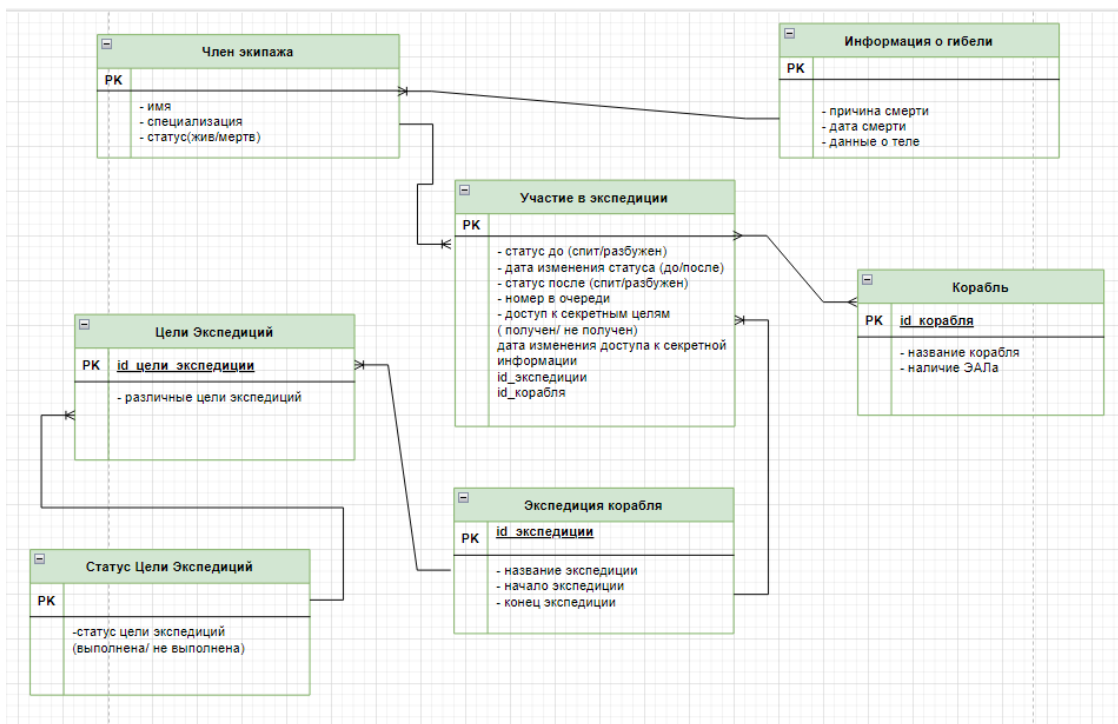 Член экипажа
PK
- имя
- специализация
- статус(жив/мертв)
Информация о гибели
PK
- причина смерти
- дата смерти
- данные о теле
Участие в экспедиции
PK
- статус до (спит/разбужен)
- дата изменения статуса (до/после)
- статус после (спит/разбужен)
- номер в очереди
- доступ к секретным целям
( получен/ не получен)
дата изменения доступа к секретной
информации
id_экспедиции
id_корабля
Корабль
PK id_корабля
- название корабля
- наличие ЭАЛа
Цели Экспедиций
PK id_цели_экспедиции
- различные цели экспедиций
Экспедиция корабля
PK id_экспедиции
- название экспедиции
- начало экспедиции
- конец экспедиции
Статус Цели Экспедиций
PK
-статус цели экспедиций
(выполнена/ не выполнена)